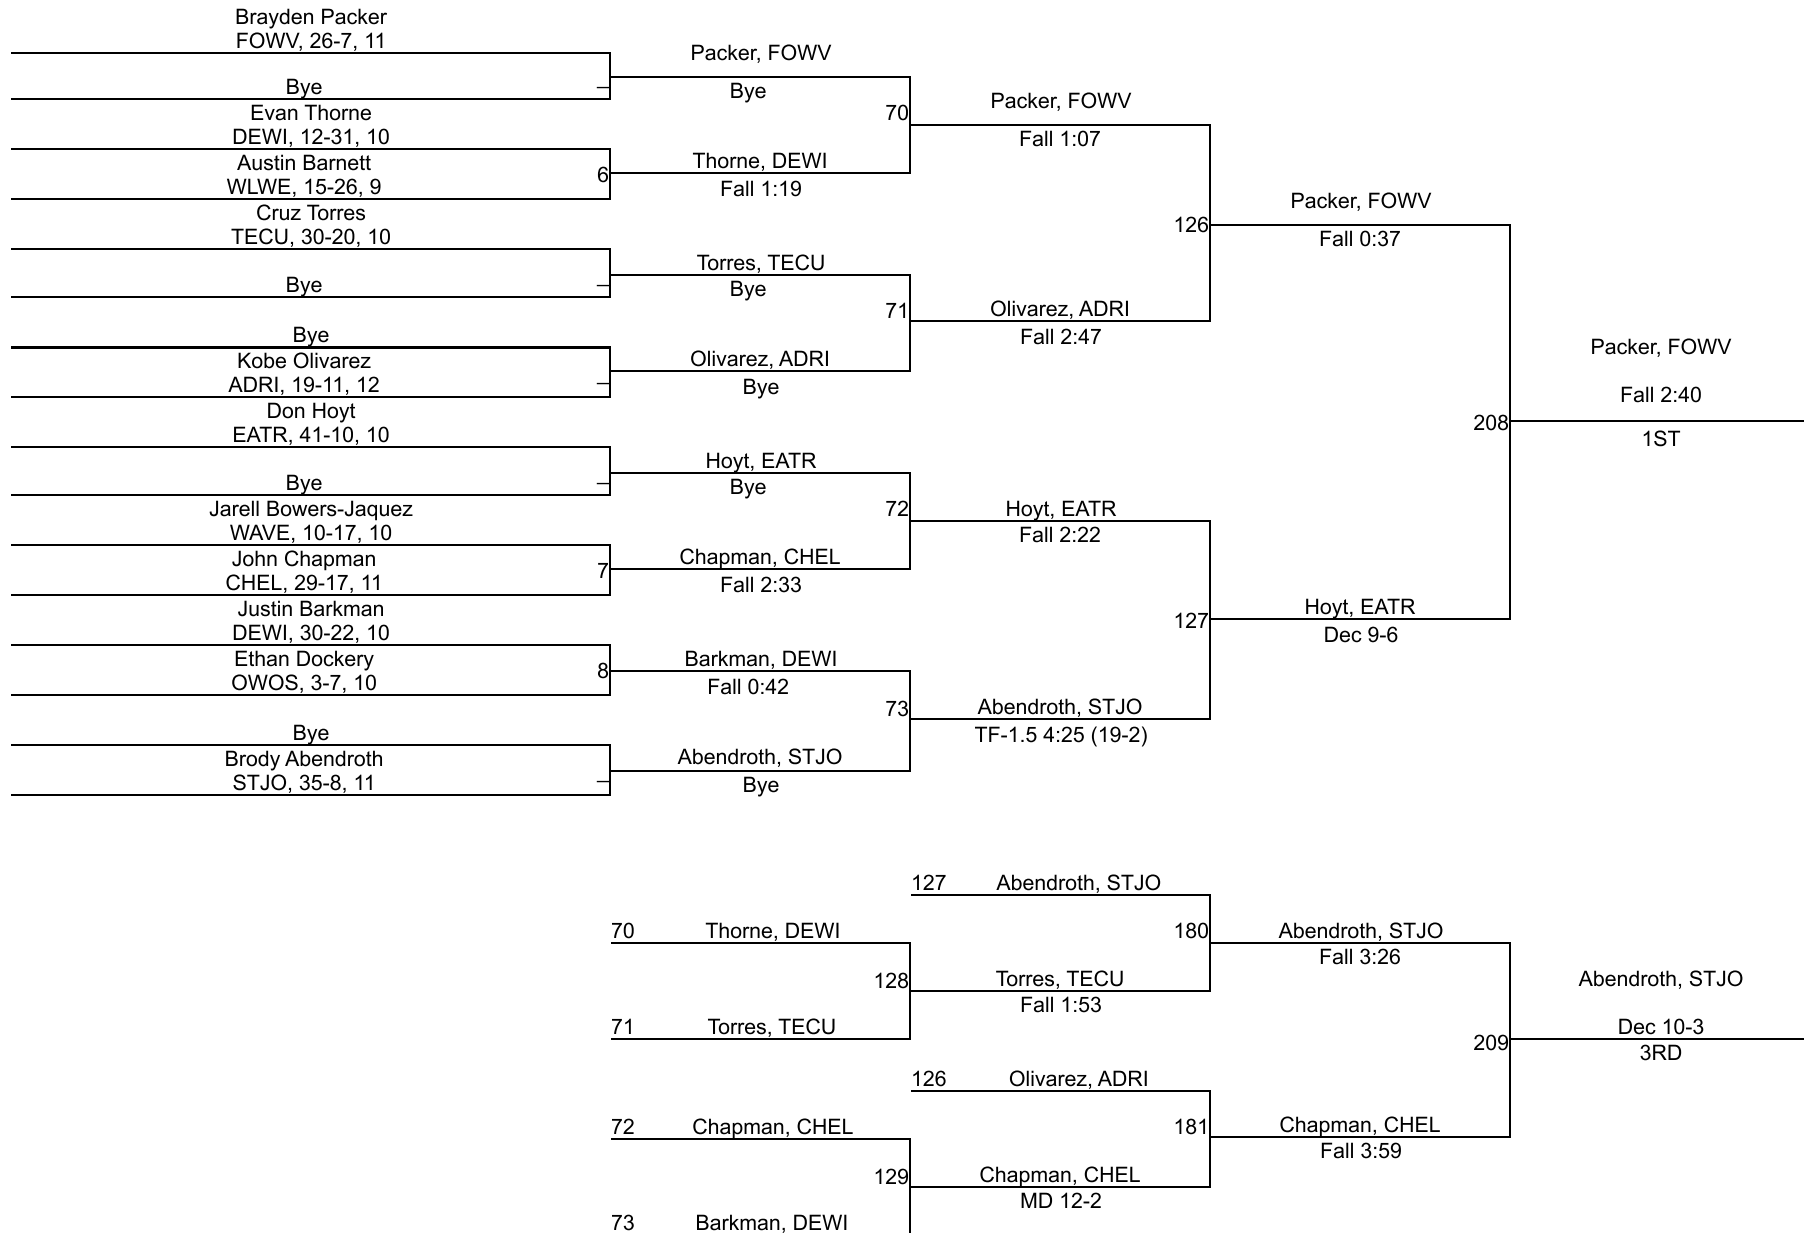 Brayden Packer
FOWV, 26-7, 11
Bye
Evan Thorne
DEWI, 12-31, 10
Austin Barnett
WLWE, 15-26, 9
Cruz Torres
TECU, 30-20, 10
Bye
Bye
Kobe Olivarez
ADRI, 19-11, 12
Don Hoyt
EATR, 41-10, 10
Bye
Jarell Bowers-Jaquez
WAVE, 10-17, 10
John Chapman
CHEL, 29-17, 11
Justin Barkman
DEWI, 30-22, 10
Ethan Dockery
OWOS, 3-7, 10
Bye
Brody Abendroth
STJO, 35-8, 11
6
7
8
Packer, FOWV
Bye
Thorne, DEWI
Fall 1:19
Torres, TECU
Bye
Olivarez, ADRI
Bye
Hoyt, EATR
Bye
Chapman, CHEL
Fall 2:33
Barkman, DEWI
Fall 0:42
Abendroth, STJO
Bye
70
71
72
73
Packer, FOWV
Fall 1:07
Olivarez, ADRI
Fall 2:47
Hoyt, EATR
Fall 2:22
Abendroth, STJO
TF-1.5 4:25 (19-2)
126
127
Packer, FOWV
Fall 0:37
Hoyt, EATR
Dec 9-6
208
Packer, FOWV
Fall 2:40
1ST
70 Thorne, DEWI
71 Torres, TECU
72 Chapman, CHEL
73 Barkman, DEWI
128
129
127 Abendroth, STJO
Torres, TECU
Fall 1:53
126 Olivarez, ADRI
Chapman, CHEL
MD 12-2
180
181
Abendroth, STJO
Fall 3:26
Chapman, CHEL
Fall 3:59
209
Abendroth, STJO
Dec 10-3
3RD